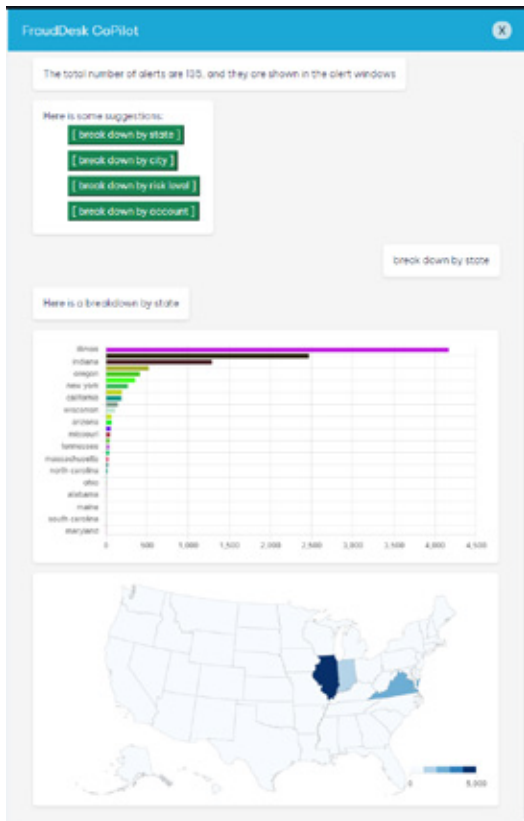 FraudDesk CoPilot
X
The total number of alerts are 135, and they are shown in the alert windows
Here is some suggestions:
[ break down by state ]
[ break down by city ]
[ break down by risk level ]
[ break down by account ]
break down by state
Here is a breakdown by state
illinois
indiana
oregon
new york
california
wisconsin
arizona
missouri
tennessee
massachusetts
north carolina
ohio
alabama
maine
south carolina
maryland
0 500 1,000 1,500 2,000 2,500 3,000 3,500 4,000 4,500
0 5,000